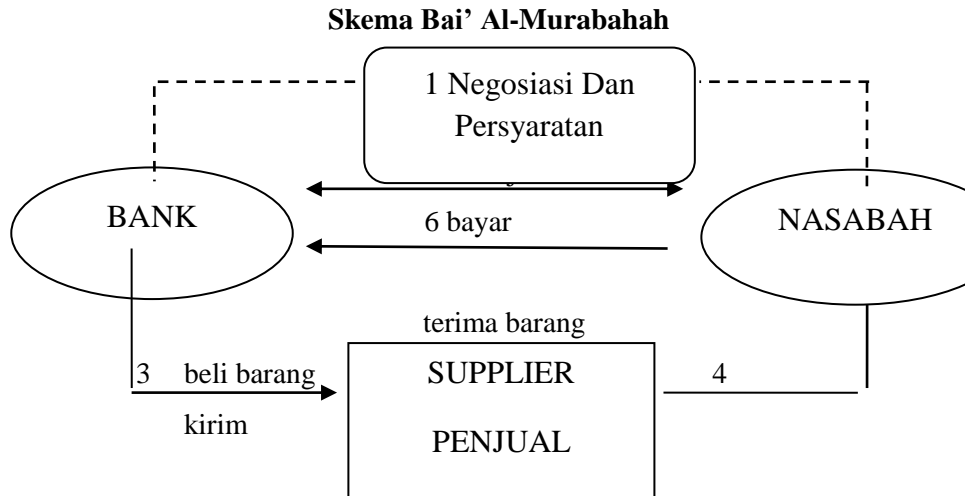 Skema Bai’ Al-Murabahah
1 Negosiasi Dan
Persyaratan
BANK
NASABAH
6 bayar
terima barang
3 beli barang
SUPPLIER
4
kirim
PENJUAL